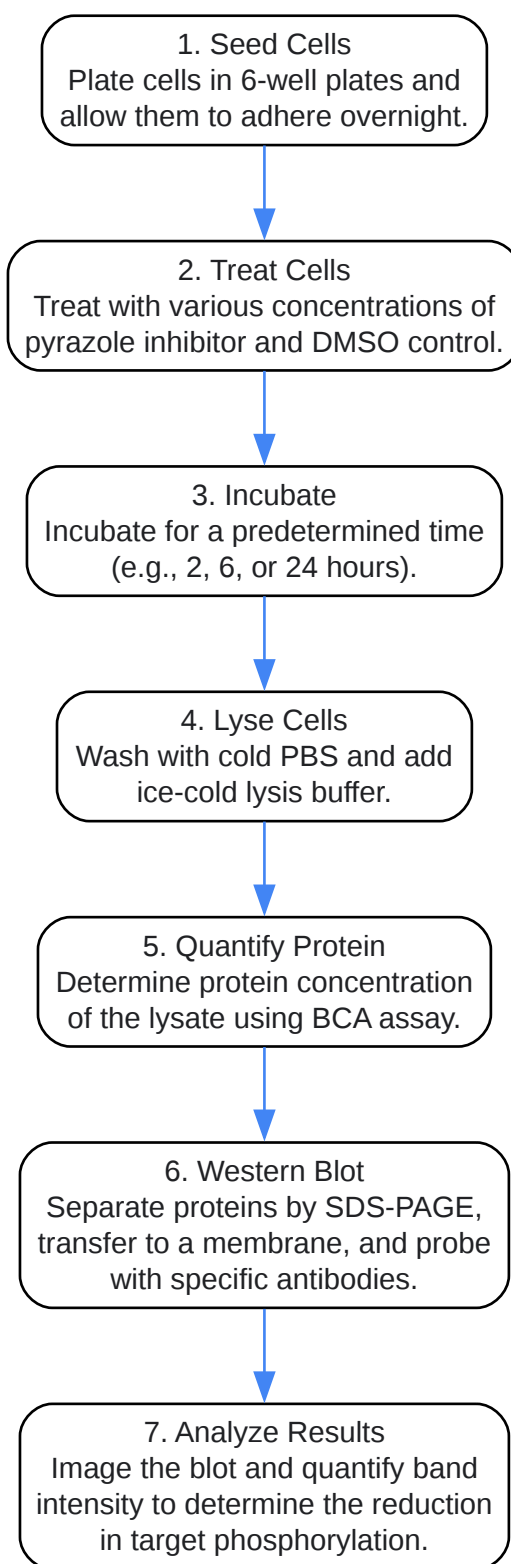 1. Seed Cells
Plate cells in 6-well plates and
allow them to adhere overnight.
2. Treat Cells
Treat with various concentrations of
pyrazole inhibitor and DMSO control.
3. Incubate
Incubate for a predetermined time
(e.g., 2, 6, or 24 hours).
4. Lyse Cells
Wash with cold PBS and add
ice-cold lysis buffer.
5. Quantify Protein
Determine protein concentration
of the lysate using BCA assay.
6. Western Blot
Separate proteins by SDS-PAGE,
transfer to a membrane, and probe
with specific antibodies.
7. Analyze Results
Image the blot and quantify band
intensity to determine the reduction
in target phosphorylation.